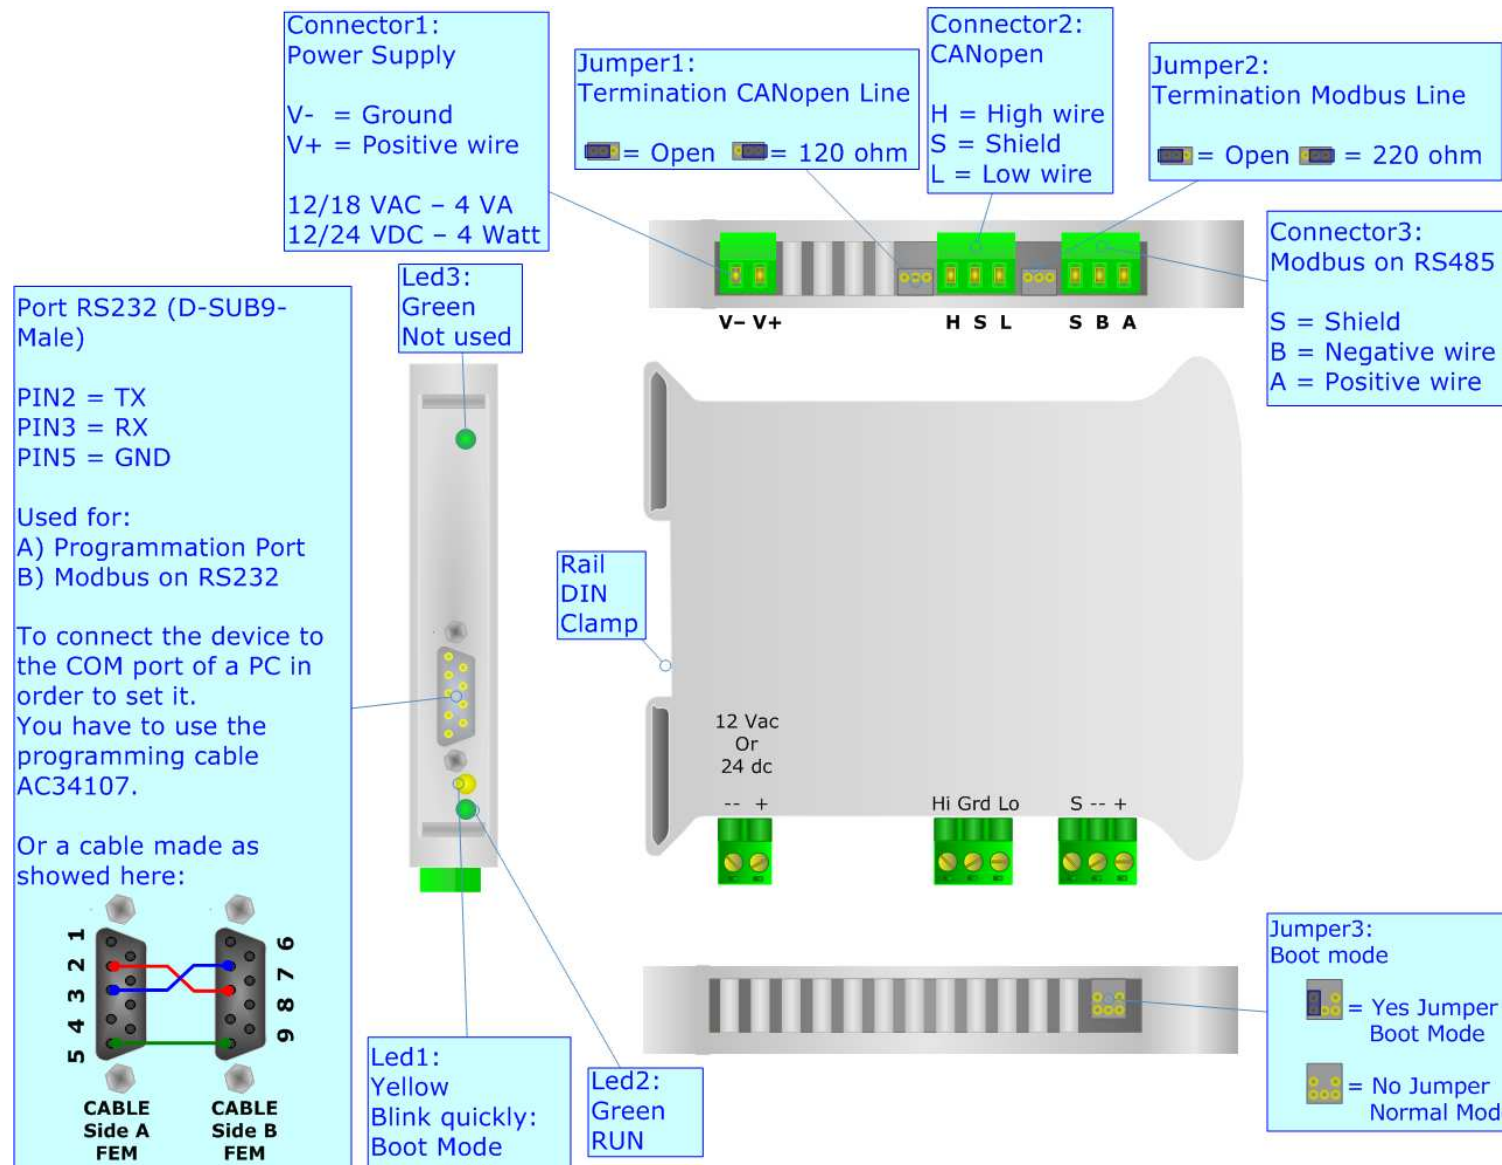 Connector1:
Power Supply
V- = Ground
V+ = Positive wire
12/18 VAC – 4 VA
12/24 VDC – 4 Watt
Jumper1:
Termination CANopen Line
= Open = 120 ohm
Connector2:
CANopen
H = High wire
S = Shield
L = Low wire
Jumper2:
Termination Modbus Line
= Open = 220 ohm
Connector3:
Modbus on RS485
S = Shield
B = Negative wire
A = Positive wire
V– V+
H S L
S B A
Led3:
Green
Not used
Port RS232 (D-SUB9-
Male)
PIN2 = TX
PIN3 = RX
PIN5 = GND
Used for:
A) Programmation Port
B) Modbus on RS232
To connect the device to
the COM port of a PC in
order to set it.
You have to use the
programming cable
AC34107.
Or a cable made as
showed here:
1
2
3
4
5
6
7
8
9
CABLE
Side A
FEM
CABLE
Side B
FEM
Rail
DIN
Clamp
12 Vac
Or
24 dc
-- +
Hi Grd Lo
S -- +
Led1:
Yellow
Blink quickly:
Boot Mode
Led2:
Green
RUN
Jumper3:
Boot mode
= Yes Jumper
Boot Mode
= No Jumper
Normal Mod